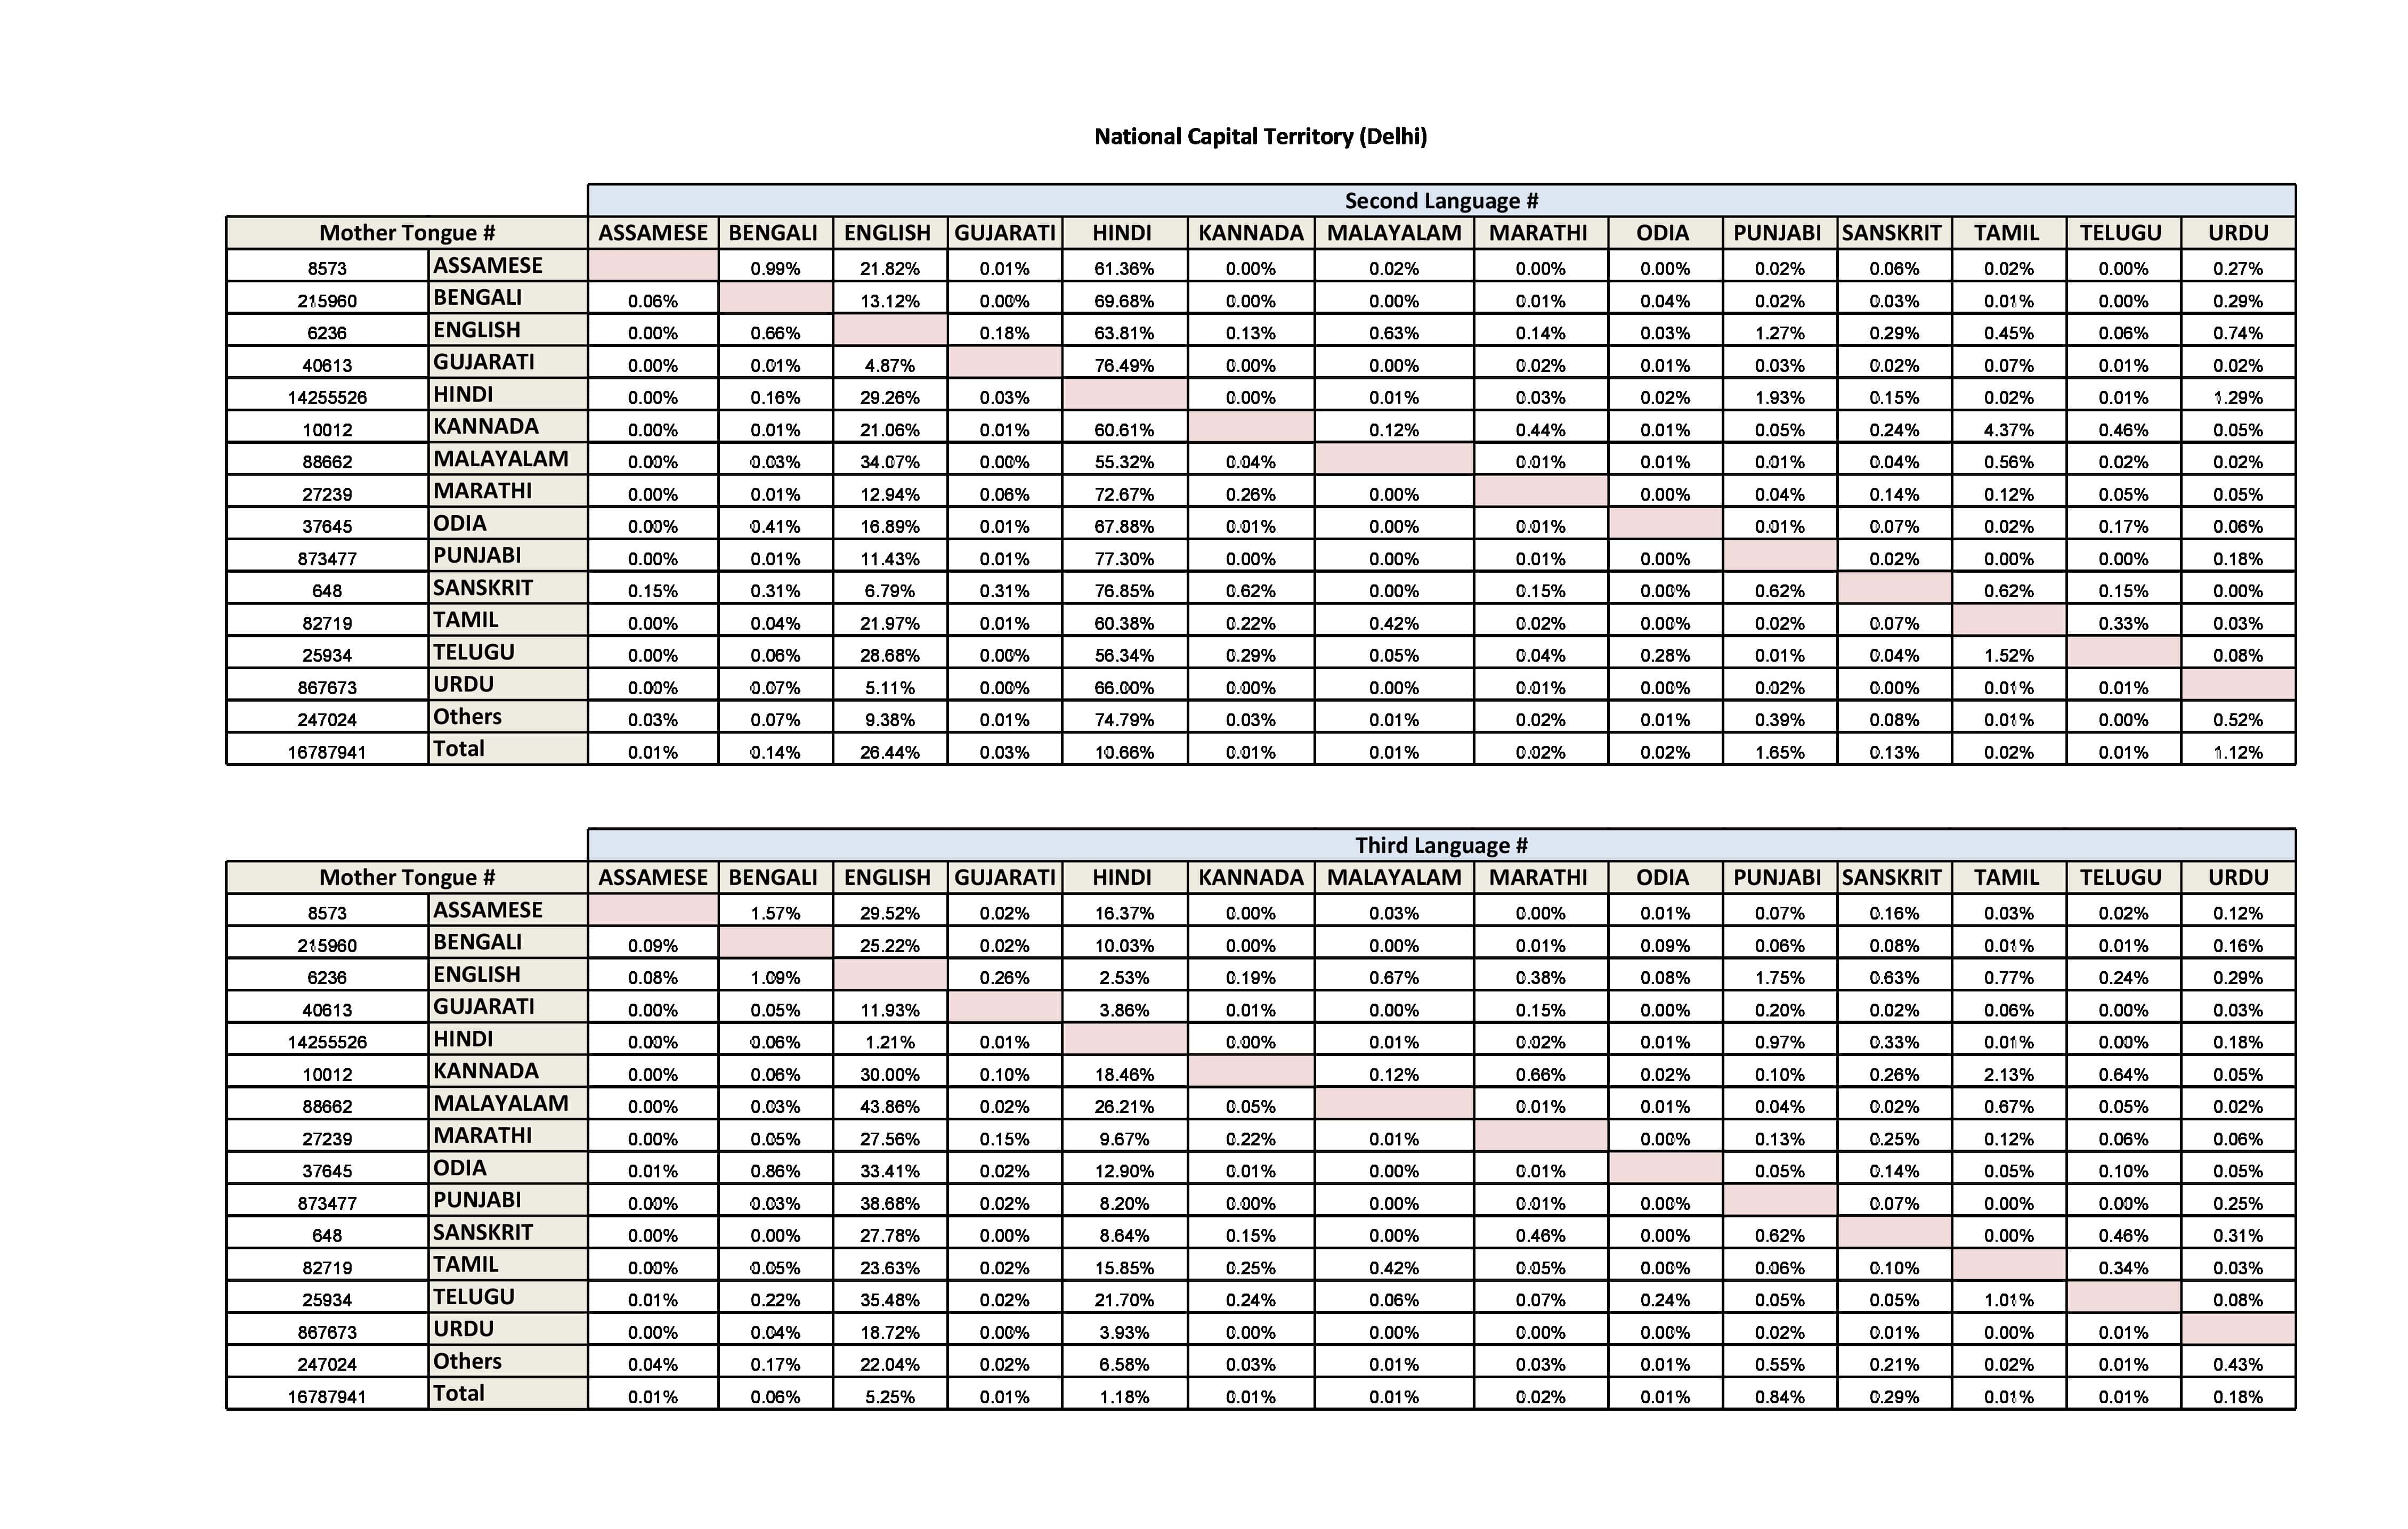 National Capital Territory (Delhi)
Second Language #
Mother Tongue # ASSAMESE BENGALI ENGLISH GUJARATI HINDI KANNADA MALAYALAM MARATHI ODIA PUNJABI SANSKRIT TAMIL TELUGU URDU
8573 ASSAMESE 0.99% 21.82% 0.01% 61.36% 0.00% 0.02% 0.00% 0.00% 0.02% 0.06% 0.02% 0.00% 0.27%
215960 BENGALI 0.06% 13.12% 0.00% 69.68% 0.00% 0.00% 0.01% 0.04% 0.02% 0.03% 0.01% 0.00% 0.29%
6236 ENGLISH 0.00% 0.66% 0.18% 63.81% 0.13% 0.63% 0.14% 0.03% 1.27% 0.29% 0.45% 0.06% 0.74%
40613 GUJARATI 0.00% 0.01% 4.87% 76.49% 0.00% 0.00% 0.02% 0.01% 0.03% 0.02% 0.07% 0.01% 0.02%
14255526 HINDI 0.00% 0.16% 29.26% 0.03% 0.00% 0.01% 0.03% 0.02% 1.93% 0.15% 0.02% 0.01% 1.29%
10012 KANNADA 0.00% 0.01% 21.06% 0.01% 60.61% 0.12% 0.44% 0.01% 0.05% 0.24% 4.37% 0.46% 0.05%
88662 MALAYALAM 0.00% 0.03% 34.07% 0.00% 55.32% 0.04% 0.01% 0.01% 0.01% 0.04% 0.56% 0.02% 0.02%
27239 MARATHI 0.00% 0.01% 12.94% 0.06% 72.67% 0.26% 0.00% 0.00% 0.04% 0.14% 0.12% 0.05% 0.05%
37645 ODIA 0.00% 0.41% 16.89% 0.01% 67.88% 0.01% 0.00% 0.01% 0.01% 0.07% 0.02% 0.17% 0.06%
873477 PUNJABI 0.00% 0.01% 11.43% 0.01% 77.30% 0.00% 0.00% 0.01% 0.00% 0.02% 0.00% 0.00% 0.18%
648 SANSKRIT 0.15% 0.31% 6.79% 0.31% 76.85% 0.62% 0.00% 0.15% 0.00% 0.62% 0.62% 0.15% 0.00%
82719 TAMIL 0.00% 0.04% 21.97% 0.01% 60.38% 0.22% 0.42% 0.02% 0.00% 0.02% 0.07% 0.33% 0.03%
25934 TELUGU 0.00% 0.06% 28.68% 0.00% 56.34% 0.29% 0.05% 0.04% 0.28% 0.01% 0.04% 1.52% 0.08%
867673 URDU 0.00% 0.07% 5.11% 0.00% 66.00% 0.00% 0.00% 0.01% 0.00% 0.02% 0.00% 0.01% 0.01%
247024 Others 0.03% 0.07% 9.38% 0.01% 74.79% 0.03% 0.01% 0.02% 0.01% 0.39% 0.08% 0.01% 0.00% 0.52%
16787941 Total 0.01% 0.14% 26.44% 0.03% 10.66% 0.01% 0.01% 0.02% 0.02% 1.65% 0.13% 0.02% 0.01% 1.12%
Third Language #
Mother Tongue # ASSAMESE BENGALI ENGLISH GUJARATI HINDI KANNADA MALAYALAM MARATHI ODIA PUNJABI SANSKRIT TAMIL TELUGU URDU
8573 ASSAMESE 1.57% 29.52% 0.02% 16.37% 0.00% 0.03% 0.00% 0.01% 0.07% 0.16% 0.03% 0.02% 0.12%
215960 BENGALI 0.09% 25.22% 0.02% 10.03% 0.00% 0.00% 0.01% 0.09% 0.06% 0.08% 0.01% 0.01% 0.16%
6236 ENGLISH 0.08% 1.09% 0.26% 2.53% 0.19% 0.67% 0.38% 0.08% 1.75% 0.63% 0.77% 0.24% 0.29%
40613 GUJARATI 0.00% 0.05% 11.93% 3.86% 0.01% 0.00% 0.15% 0.00% 0.20% 0.02% 0.06% 0.00% 0.03%
14255526 HINDI 0.00% 0.06% 1.21% 0.01% 0.00% 0.01% 0.02% 0.01% 0.97% 0.33% 0.01% 0.00% 0.18%
10012 KANNADA 0.00% 0.06% 30.00% 0.10% 18.46% 0.12% 0.66% 0.02% 0.10% 0.26% 2.13% 0.64% 0.05%
88662 MALAYALAM 0.00% 0.03% 43.86% 0.02% 26.21% 0.05% 0.01% 0.01% 0.04% 0.02% 0.67% 0.05% 0.02%
27239 MARATHI 0.00% 0.05% 27.56% 0.15% 9.67% 0.22% 0.01% 0.00% 0.13% 0.25% 0.12% 0.06% 0.06%
37645 ODIA 0.01% 0.86% 33.41% 0.02% 12.90% 0.01% 0.00% 0.01% 0.05% 0.14% 0.05% 0.10% 0.05%
873477 PUNJABI 0.00% 0.03% 38.68% 0.02% 8.20% 0.00% 0.00% 0.01% 0.00% 0.07% 0.00% 0.00% 0.25%
648 SANSKRIT 0.00% 0.00% 27.78% 0.00% 8.64% 0.15% 0.00% 0.46% 0.00% 0.62% 0.00% 0.46% 0.31%
82719 TAMIL 0.00% 0.05% 23.63% 0.02% 15.85% 0.25% 0.42% 0.05% 0.00% 0.06% 0.10% 0.34% 0.03%
25934 TELUGU 0.01% 0.22% 35.48% 0.02% 21.70% 0.24% 0.06% 0.07% 0.24% 0.05% 0.05% 1.01% 0.08%
867673 URDU 0.00% 0.04% 18.72% 0.00% 3.93% 0.00% 0.00% 0.00% 0.00% 0.02% 0.01% 0.00% 0.01%
247024 Others 0.04% 0.17% 22.04% 0.02% 6.58% 0.03% 0.01% 0.03% 0.01% 0.55% 0.21% 0.02% 0.01% 0.43%
16787941 Total 0.01% 0.06% 5.25% 0.01% 1.18% 0.01% 0.01% 0.02% 0.01% 0.84% 0.29% 0.01% 0.01% 0.18%